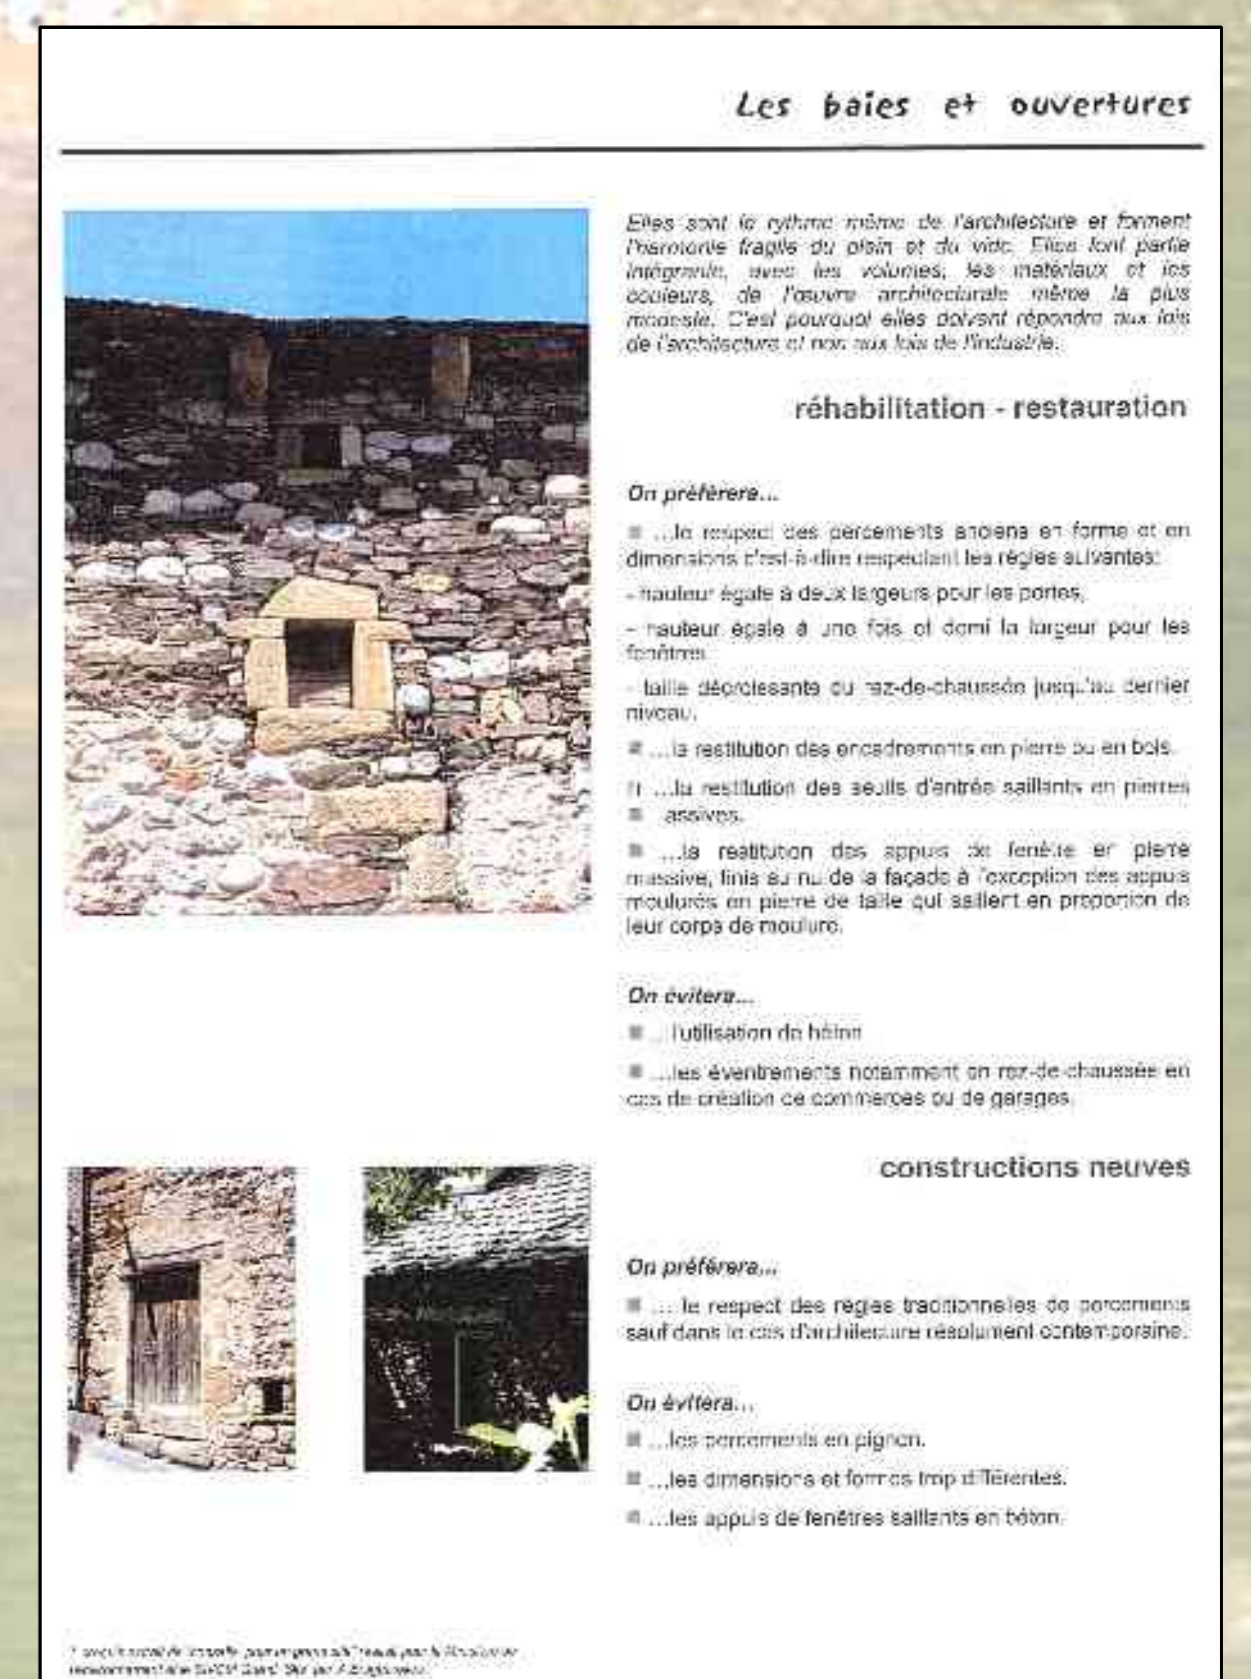 Les baies et ouvertures
Elles sont le rythme même de l'architecture et forment
l'harmonie fragile du plein et du vide. Elles font partie
intégrante, avec les volumes, les matériaux et les
couleurs, de l'œuvre architecturale même la plus
modeste. C'est pourquoi elles doivent répondre aux lois
de l'architecture et non aux lois de l'industrie.
réhabilitation - restauration
On préférera...
■ ...le respect des percements anciens en forme et en
dimensions c'est-à-dire respectant les règles suivantes:
- hauteur égale à deux largeurs pour les portes,
- hauteur égale à une fois et demi la largeur pour les
fenêtres
- taille décroissante du rez-de-chaussée jusqu'au dernier
niveau.
■ ...la restitution des encadrements en pierre ou en bois.
...la restitution des seuils d'entrée saillants en pierres
■ assives.
■ ...la restitution des appuis de fenêtre en pierre
massive, finis au nu de la façade à l'exception des appuis
moulurés en pierre de taille qui saillent en proportion de
leur corps de moulure.
On évitera...
■ ...l'utilisation de béton
■ ...les éventrements notamment en rez-de-chaussée en
cas de création de commerces ou de garages.
constructions neuves
On préférera...
■ ... le respect des règles traditionnelles de percements
sauf dans le cas d'architecture résolument contemporaine.
On évitera...
■ ...les percements en pignon.
■ ...les dimensions et formes trop différentes.
■ ...les appuis de fenêtres saillants en béton.